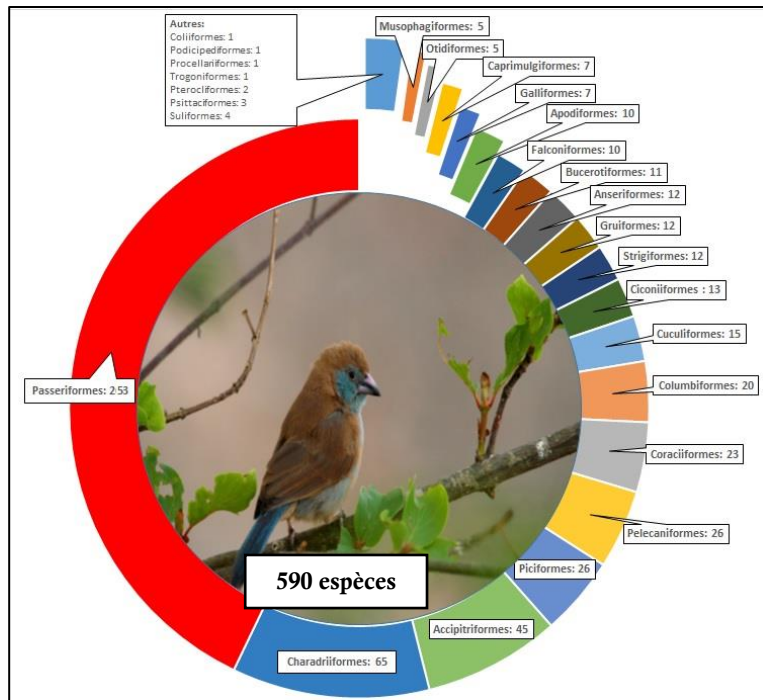 Autres:
Coliiformes: 1
Podicipediformes: 1
Procellariiformes: 1
Trogoniformes: 1
Pterocliformes: 2
Psittaciformes: 3
Suliformes: 4
Musophagiformes: 5
Otidiformes: 5
Caprimulgiformes: 7
Galliformes: 7
Apodiformes: 10
Falconiformes: 10
Bucerotiformes: 11
Anseriformes: 12
Gruiformes: 12
Strigiformes: 12
Ciconiiformes : 13
Cuculiformes: 15
Columbiformes: 20
Coraciiformes: 23
Pelecaniformes: 26
Piciformes: 26
Accipitriformes: 45
Charadriiformes: 65
Passeriformes: 253
590 espèces